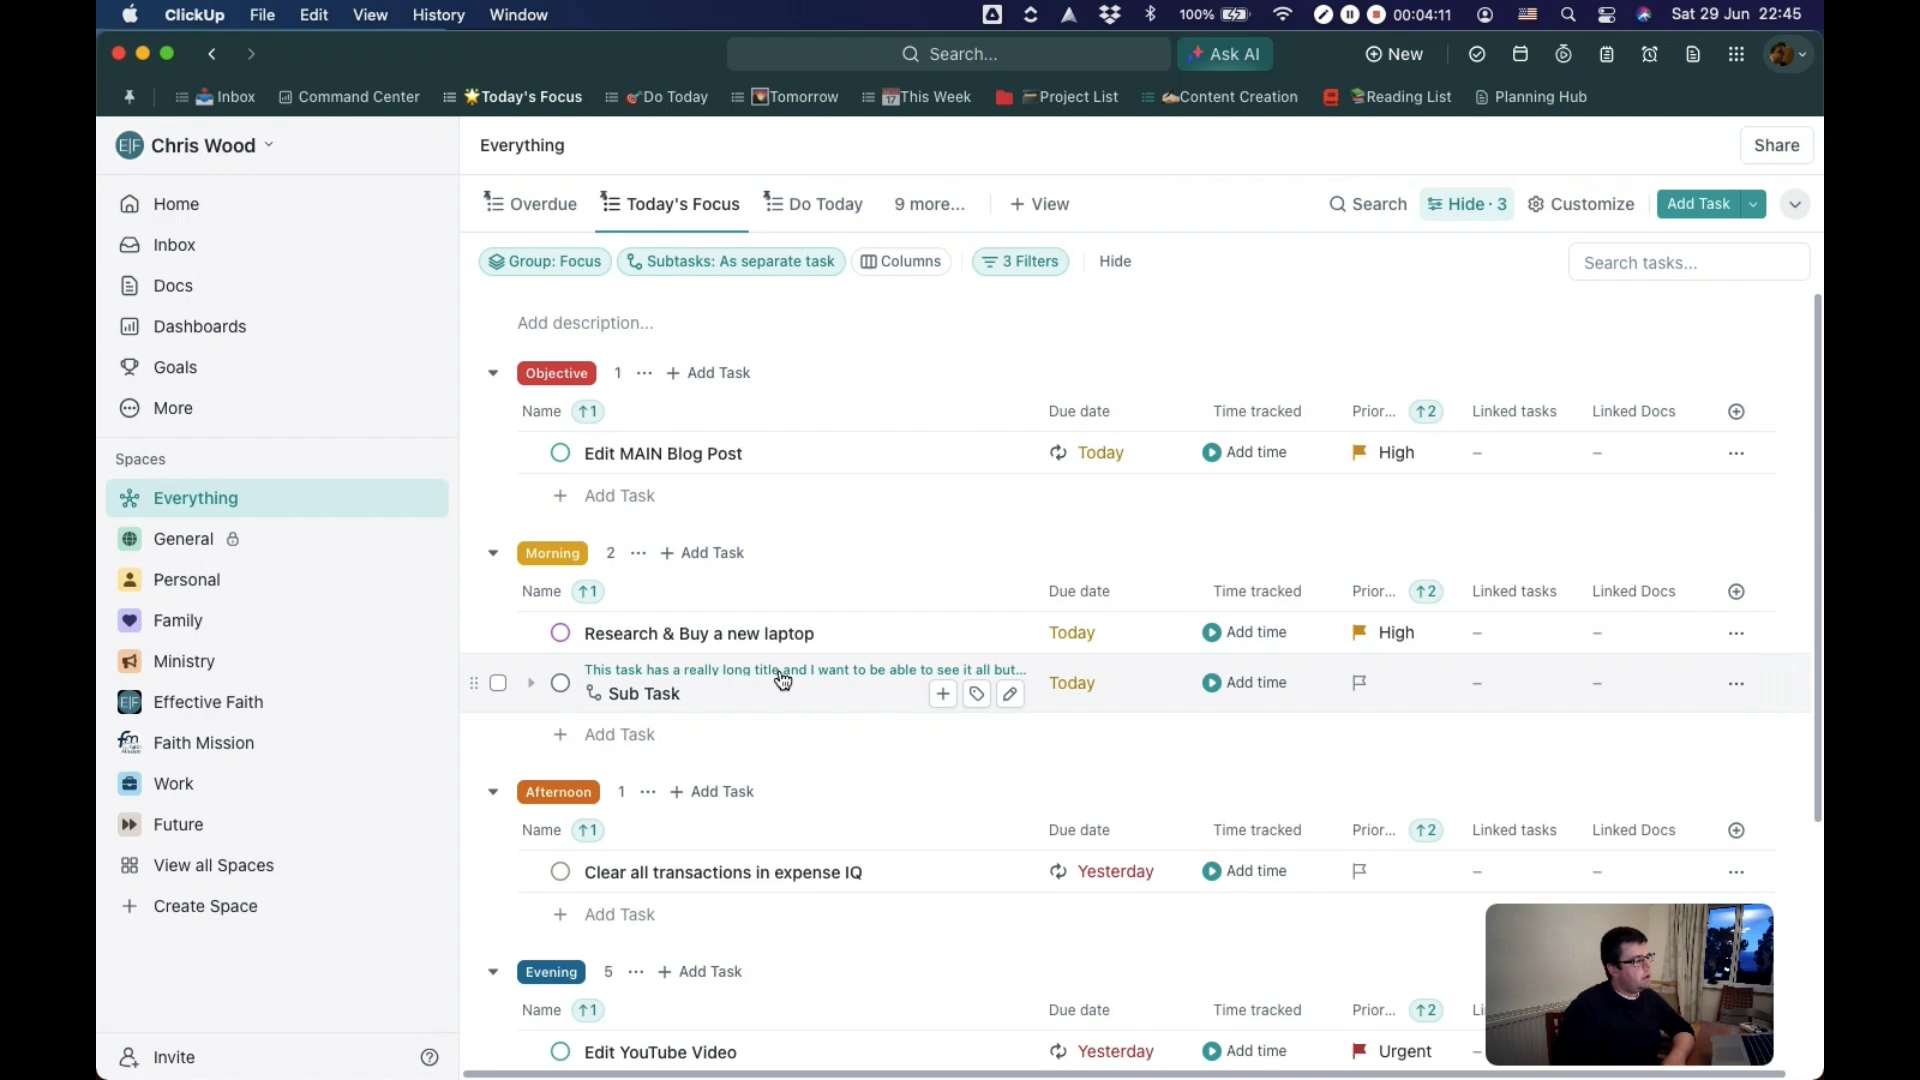 ClickUp File Edit View History Window 100% 00:04:11 Sat 29 Jun 22:45
Search... Ask AI New
Inbox Command Center Today's Focus Do Today Tomorrow This Week Project List Content Creation Reading List Planning Hub
E|F Chris Wood
Everything
Share
Home
Inbox
Docs
Dashboards
Goals
More
Spaces
Everything
General
Personal
Family
Ministry
E|F Effective Faith
fm Faith Mission
Work
Future
View all Spaces
Create Space
Invite
Overdue Today's Focus Do Today 9 more... + View
Search Hide · 3 Customize Add Task
Group: Focus Subtasks: As separate task Columns 3 Filters Hide
Search tasks...
Add description...
Objective 1 ... + Add Task
Name ↑1 Due date Time tracked Prior... ↑2 Linked tasks Linked Docs
Edit MAIN Blog Post Today Add time High – –
+ Add Task
Morning 2 ... + Add Task
Name ↑1 Due date Time tracked Prior... ↑2 Linked tasks Linked Docs
Research & Buy a new laptop Today Add time High – –
This task has a really long title and I want to be able to see it all but...
Sub Task Today Add time – –
+ Add Task
Afternoon 1 ... + Add Task
Name ↑1 Due date Time tracked Prior... ↑2 Linked tasks Linked Docs
Clear all transactions in expense IQ Yesterday Add time – –
+ Add Task
Evening 5 ... + Add Task
Name ↑1 Due date Time tracked Prior... ↑2 Li
Edit YouTube Video Yesterday Add time Urgent –